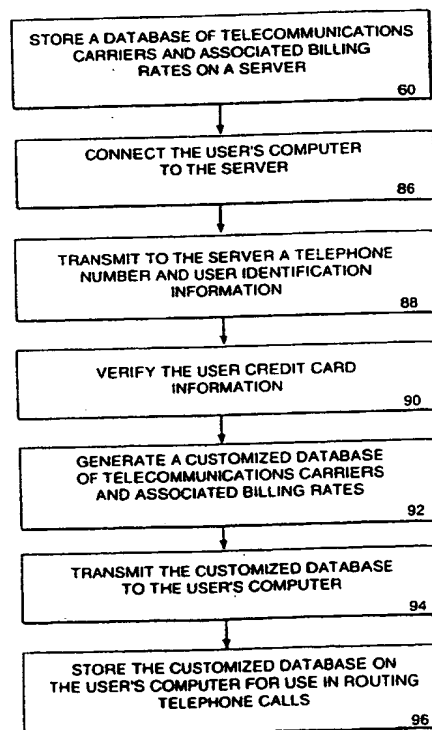 STORE A DATABASE OF TELECOMMUNICATIONS
CARRIERS AND ASSOCIATED BILLING
RATES ON A SERVER
60
CONNECT THE USER'S COMPUTER
TO THE SERVER
86
TRANSMIT TO THE SERVER A TELEPHONE
NUMBER AND USER IDENTIFICATION
INFORMATION
88
VERIFY THE USER CREDIT CARD
INFORMATION
90
GENERATE A CUSTOMIZED DATABASE
OF TELECOMMUNICATIONS CARRIERS
AND ASSOCIATED BILLING RATES
92
TRANSMIT THE CUSTOMIZED DATABASE
TO THE USER'S COMPUTER
94
STORE THE CUSTOMIZED DATABASE ON
THE USER'S COMPUTER FOR USE IN ROUTING
TELEPHONE CALLS
96